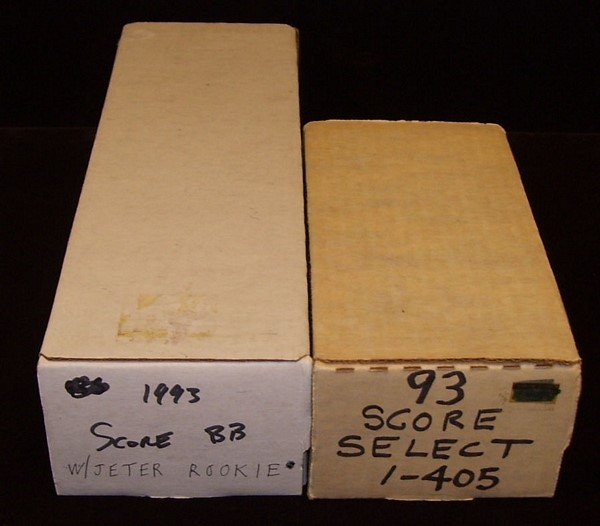 1993
SCORE BB
W/JETER ROOKIE
93
SCORE
SELECT
1-405